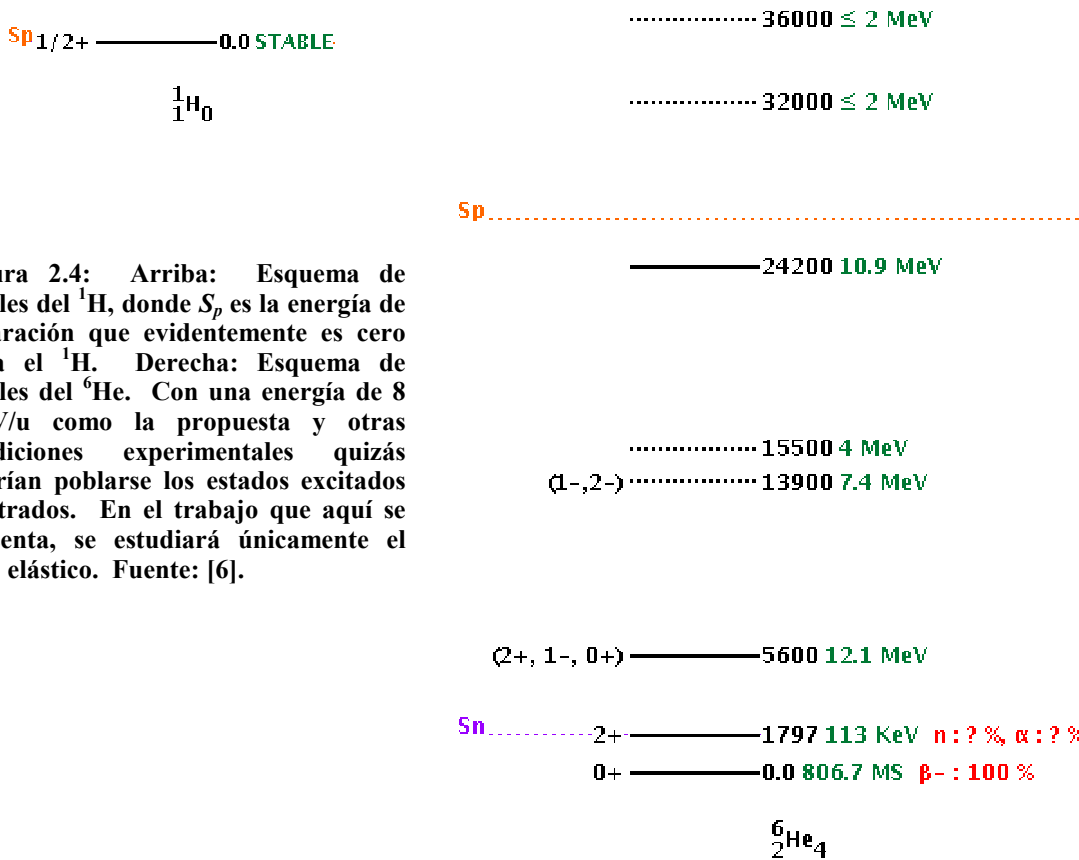 Sp 1/2+ 0.0 STABLE
1 1 H 0
36000 ≤ 2 MeV
32000 ≤ 2 MeV
Sp
24200 10.9 MeV
15500 4 MeV
(1-,2-) 13900 7.4 MeV
(2+, 1-, 0+) 5600 12.1 MeV
Sn 2+ 1797 113 KeV n : ? %, α : ? %
0+ 0.0 806.7 MS β- : 100 %
6 2 He 4
ura 2.4: Arriba: Esquema de
les del ¹H, donde Sp es la energía de
aración que evidentemente es cero
a el ¹H. Derecha: Esquema de
les del ⁶He. Con una energía de 8
V/u como la propuesta y otras
diciones experimentales quizás
rían poblarse los estados excitados
trados. En el trabajo que aquí se
enta, se estudiará únicamente el
elástico. Fuente: [6].